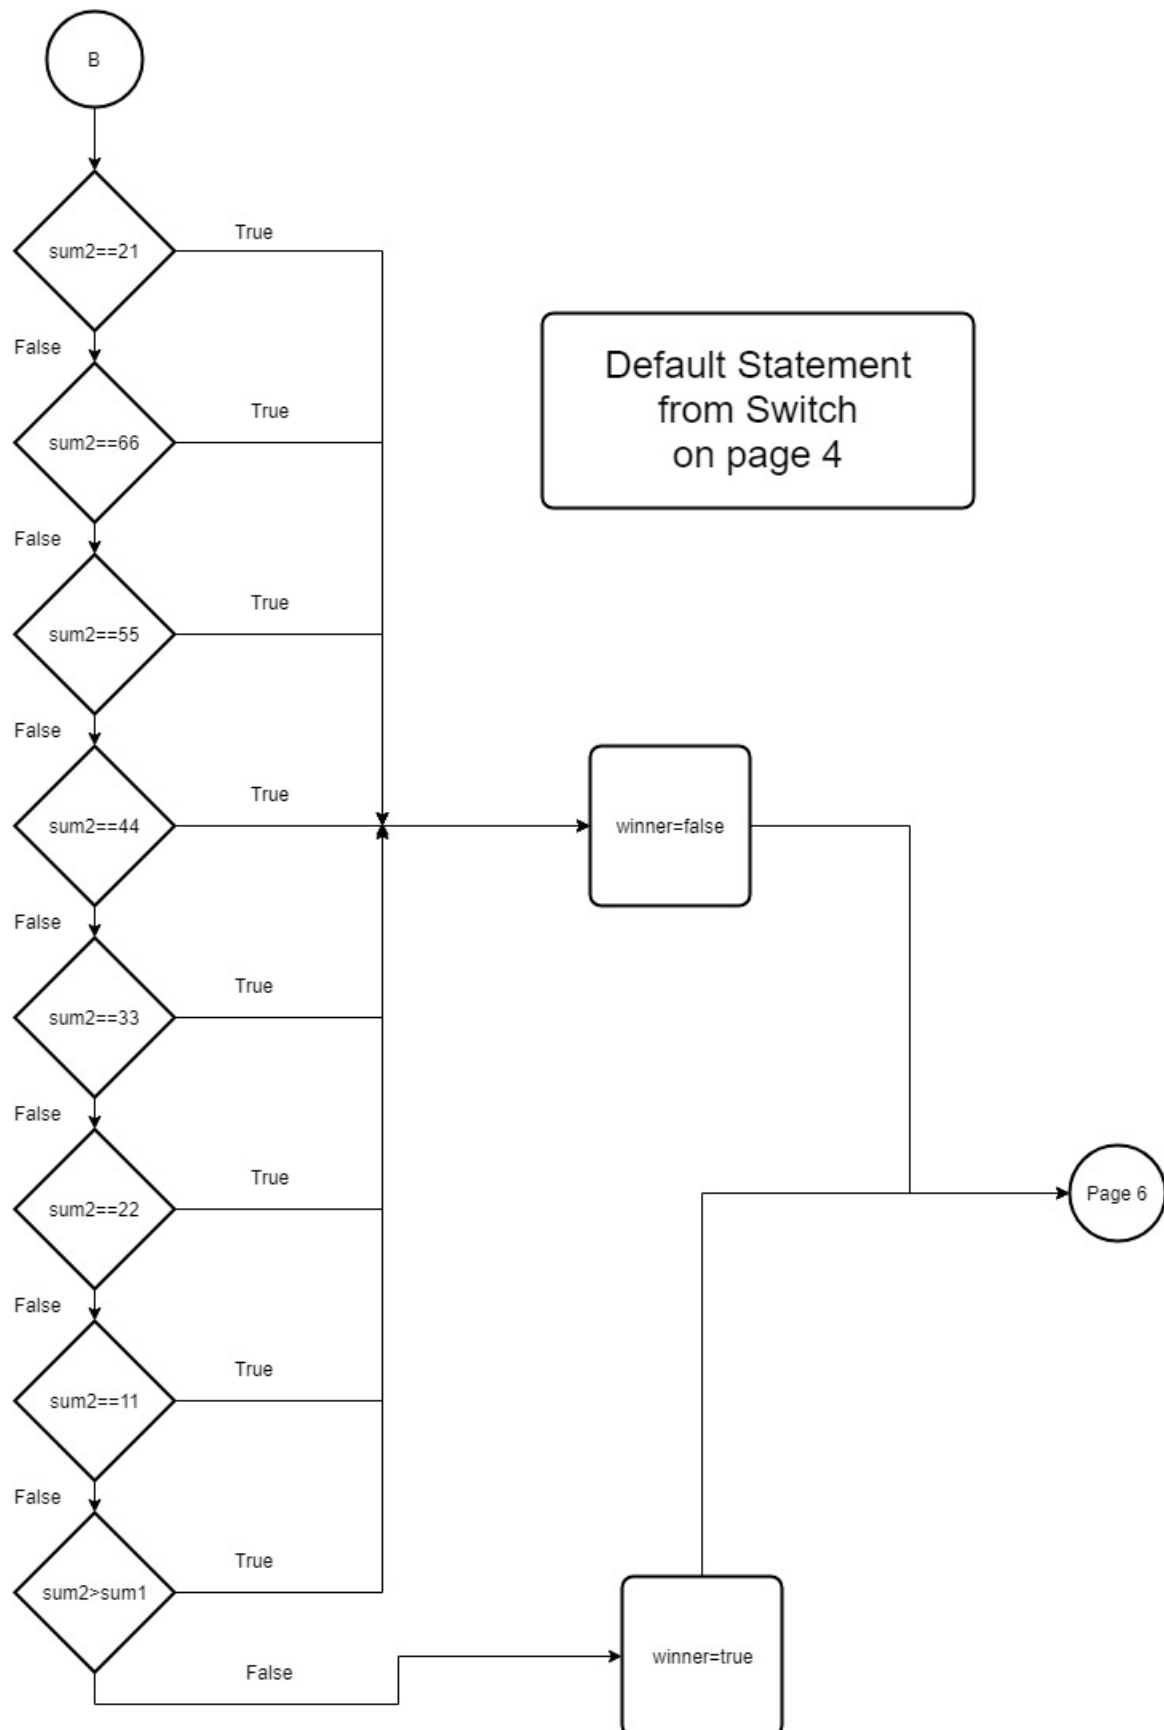 B
True
sum2==21
False
Default Statement
from Switch
on page 4
True
sum2==66
False
True
sum2==55
False
True
sum2==44
winner=false
False
True
sum2==33
False
True
sum2==22
Page 6
False
True
sum2==11
False
True
sum2>sum1
False
winner=true